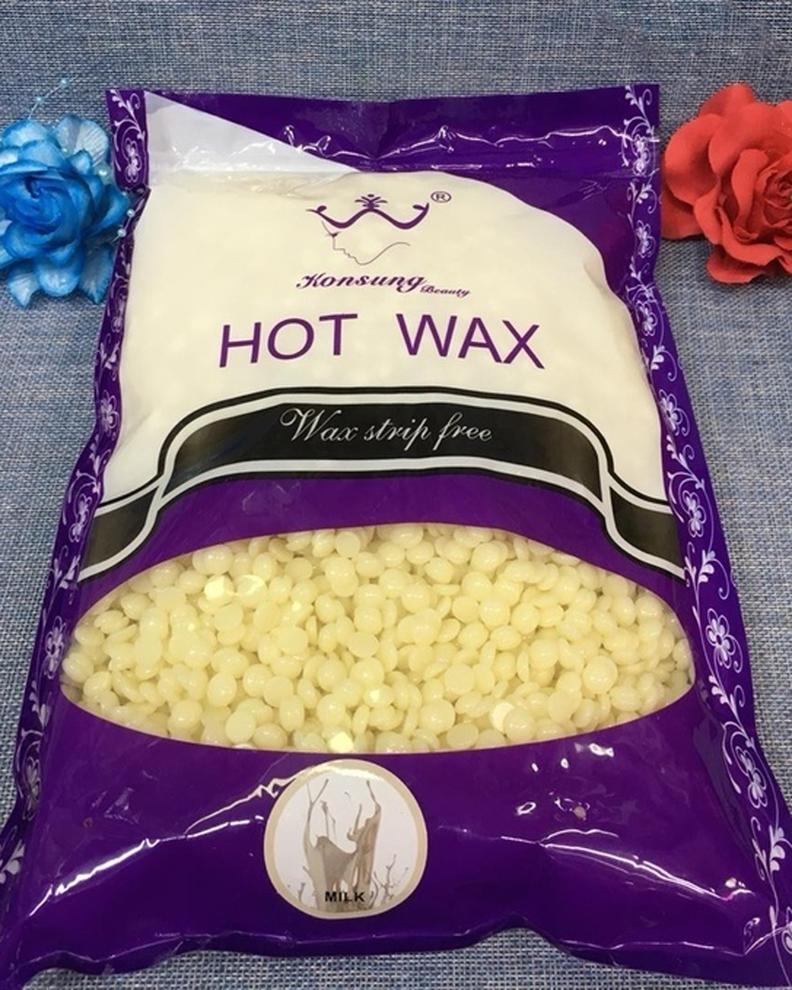 ®
Konsung Beauty
HOT WAX
Wax strip free
MILK